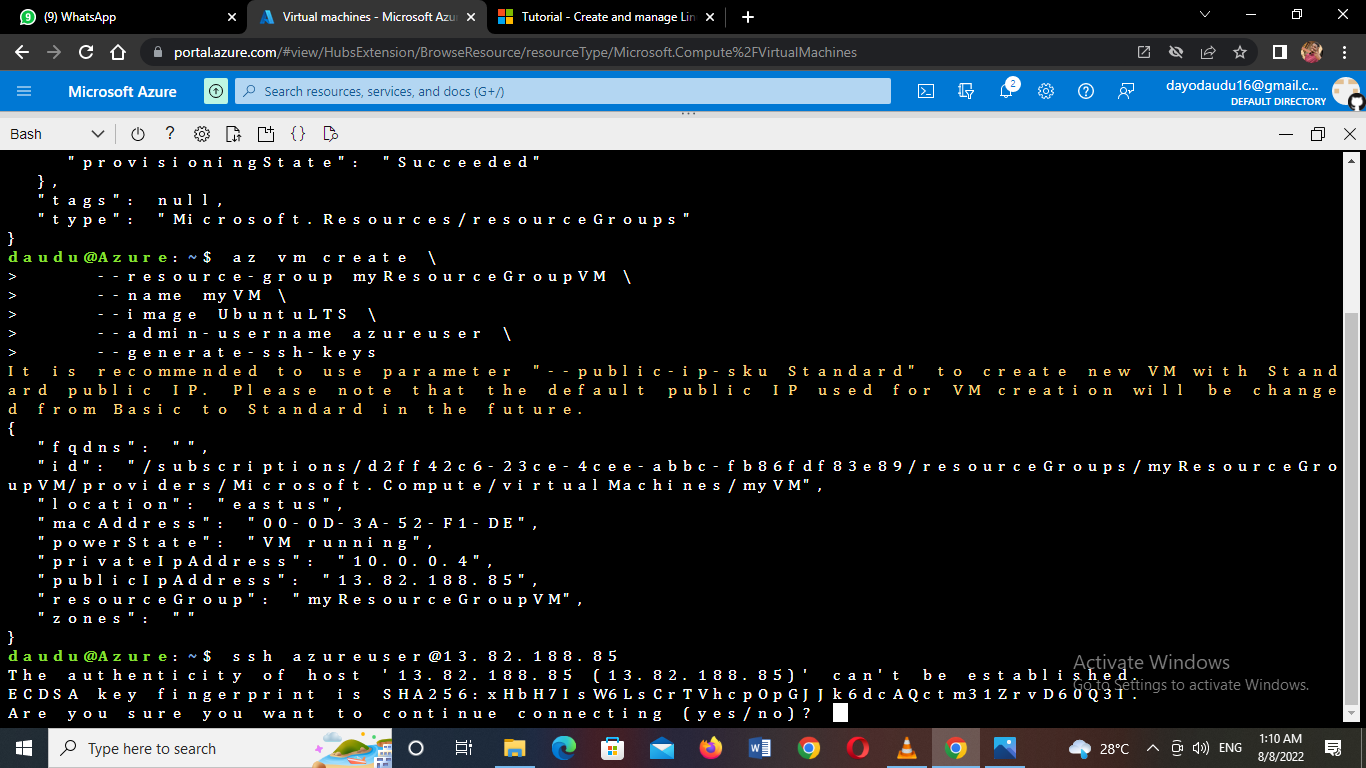 (9) WhatsApp
Virtual machines - Microsoft Azu
Tutorial - Create and manage Lin
portal.azure.com/#view/HubsExtension/BrowseResource/resourceType/Microsoft.Compute%2FVirtualMachines
Microsoft Azure
Search resources, services, and docs (G+/)
2
dayodaudu16@gmail.c...
DEFAULT DIRECTORY
Bash
"provisioningState": "Succeeded"
},
"tags": null,
"type": "Microsoft.Resources/resourceGroups"
}
daudu@Azure:~$ az vm create \
> --resource-group myResourceGroupVM \
> --name myVM \
> --image UbuntuLTS \
> --admin-username azureuser \
> --generate-ssh-keys
It is recommended to use parameter "--public-ip-sku Standard" to create new VM with Stand
ard public IP. Please note that the default public IP used for VM creation will be change
d from Basic to Standard in the future.
{
"fqdns": "",
"id": "/subscriptions/d2ff42c6-23ce-4cee-abbc-fb86fdf83e89/resourceGroups/myResourceGro
upVM/providers/Microsoft.Compute/virtualMachines/myVM",
"location": "eastus",
"macAddress": "00-0D-3A-52-F1-DE",
"powerState": "VM running",
"privateIpAddress": "10.0.0.4",
"publicIpAddress": "13.82.188.85",
"resourceGroup": "myResourceGroupVM",
"zones": ""
}
daudu@Azure:~$ ssh azureuser@13.82.188.85
The authenticity of host '13.82.188.85 (13.82.188.85)' can't be established.
ECDSA key fingerprint is SHA256:xHbH7IsW6LsCrTVhcpOpGJJk6dcAQctm31ZrvD60Q3I.
Are you sure you want to continue connecting (yes/no)?
Activate Windows
Go to Settings to activate Windows.
Type here to search
28°C
ENG
1:10 AM
8/8/2022